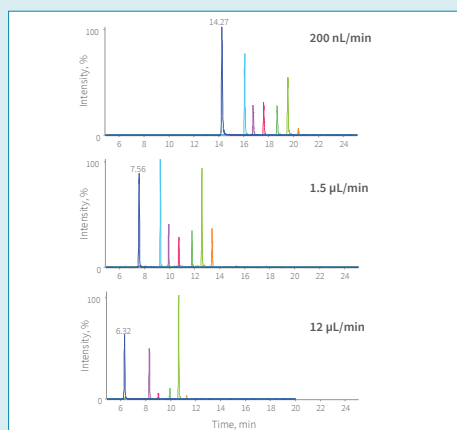 14.27
100
200 nL/min
Intensity, %
0
6 8 10 12 14 16 18 20 22 24
100
7.56
1.5 µL/min
Intensity, %
0
6 8 10 12 14 16 18 20 22 24
100
12 µL/min
6.32
Intensity, %
0
6 8 10 12 14 16 18 20 22 24
Time, min